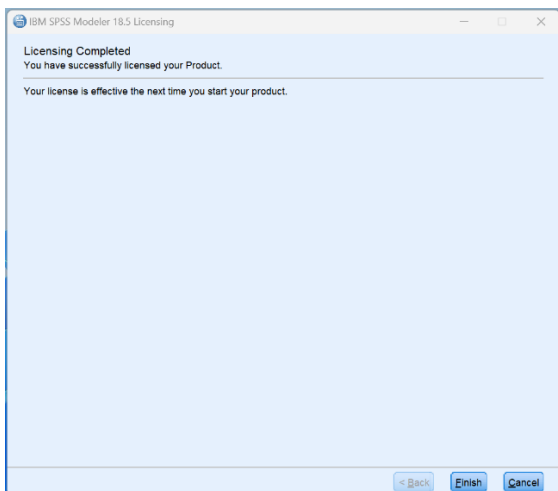 IBM SPSS Modeler 18.5 Licensing
Licensing Completed
You have successfully licensed your Product.
Your license is effective the next time you start your product.
< Back Finish Cancel